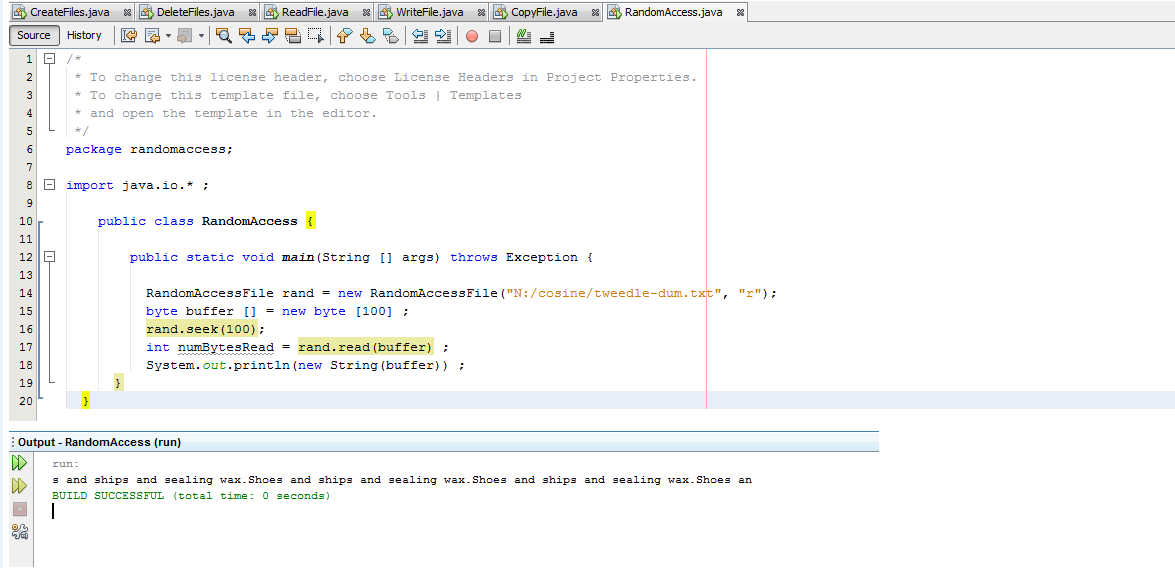 CreateFiles.java DeleteFiles.java ReadFile.java WriteFile.java CopyFile.java RandomAccess.java
Source History
1 /*
2 * To change this license header, choose License Headers in Project Properties.
3 * To change this template file, choose Tools | Templates
4 * and open the template in the editor.
5 */
6 package randomaccess;
7
8 import java.io.* ;
9
10 public class RandomAccess {
11
12 public static void main(String [] args) throws Exception {
13
14 RandomAccessFile rand = new RandomAccessFile("N:/cosine/tweedle-dum.txt", "r");
15 byte buffer [] = new byte [100] ;
16 rand.seek(100);
17 int numBytesRead = rand.read(buffer) ;
18 System.out.println(new String(buffer)) ;
19 }
20 }
Output - RandomAccess (run)
run:
s and ships and sealing wax.Shoes and ships and sealing wax.Shoes and ships and sealing wax.Shoes an
BUILD SUCCESSFUL (total time: 0 seconds)